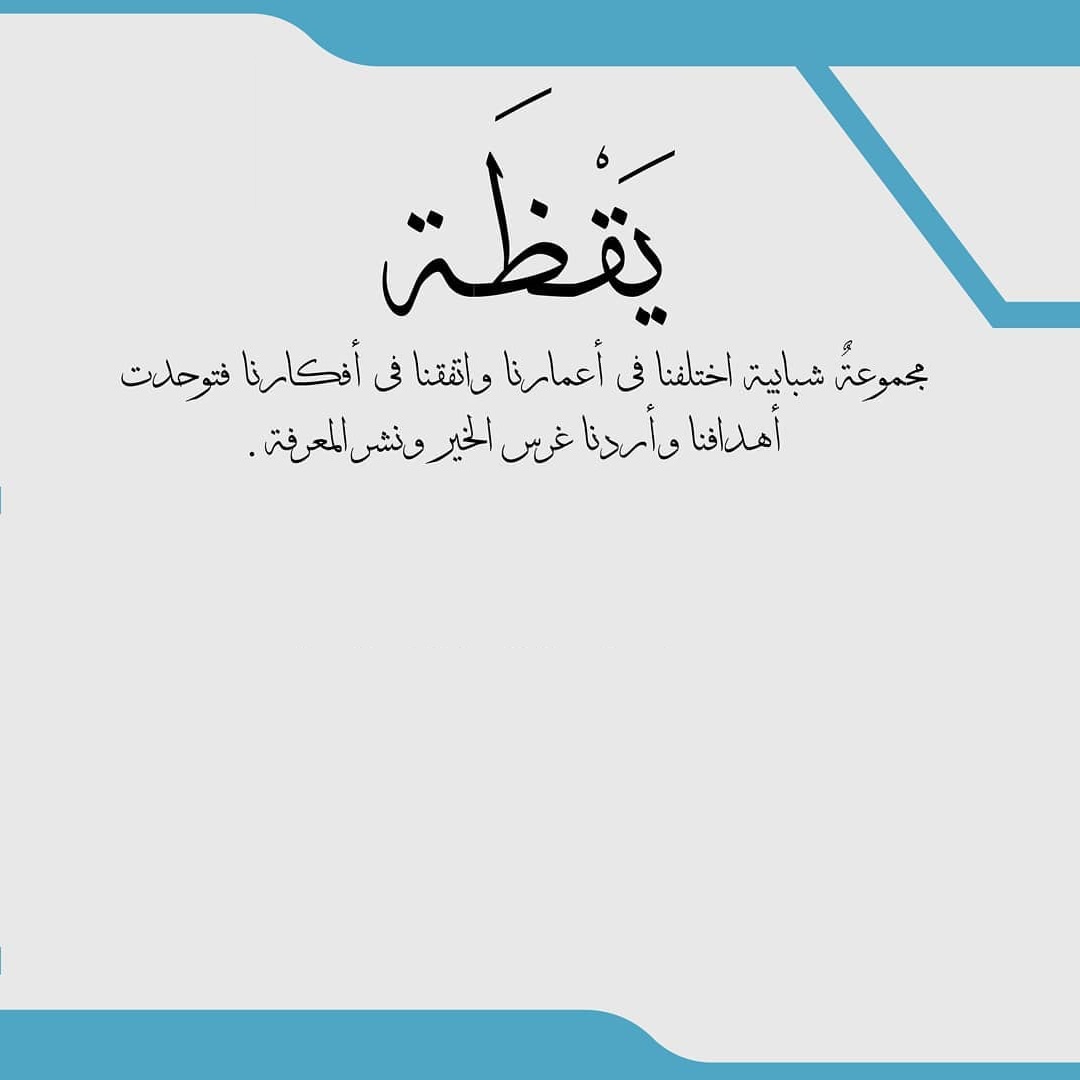 يَقْظَة
مجموعةٌ شبابية اختلفنا فى أعمارنا واتفقنا فى أفكارنا فتوحدت
أهدافنا وأردنا غرس الخير ونشر المعرفة .